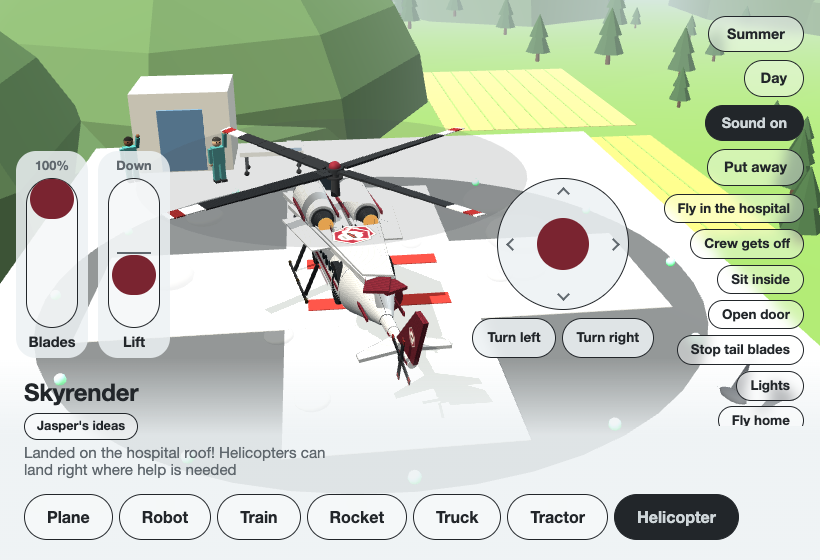 Summer
Day
Sound on
Put away
Fly in the hospital
Crew gets off
Sit inside
Open door
Stop tail blades
Lights
Fly home
100%
Down
Blades
Lift
Turn left
Turn right
Skyrender
Jasper's ideas
Landed on the hospital roof! Helicopters can
land right where help is needed
Plane
Robot
Train
Rocket
Truck
Tractor
Helicopter